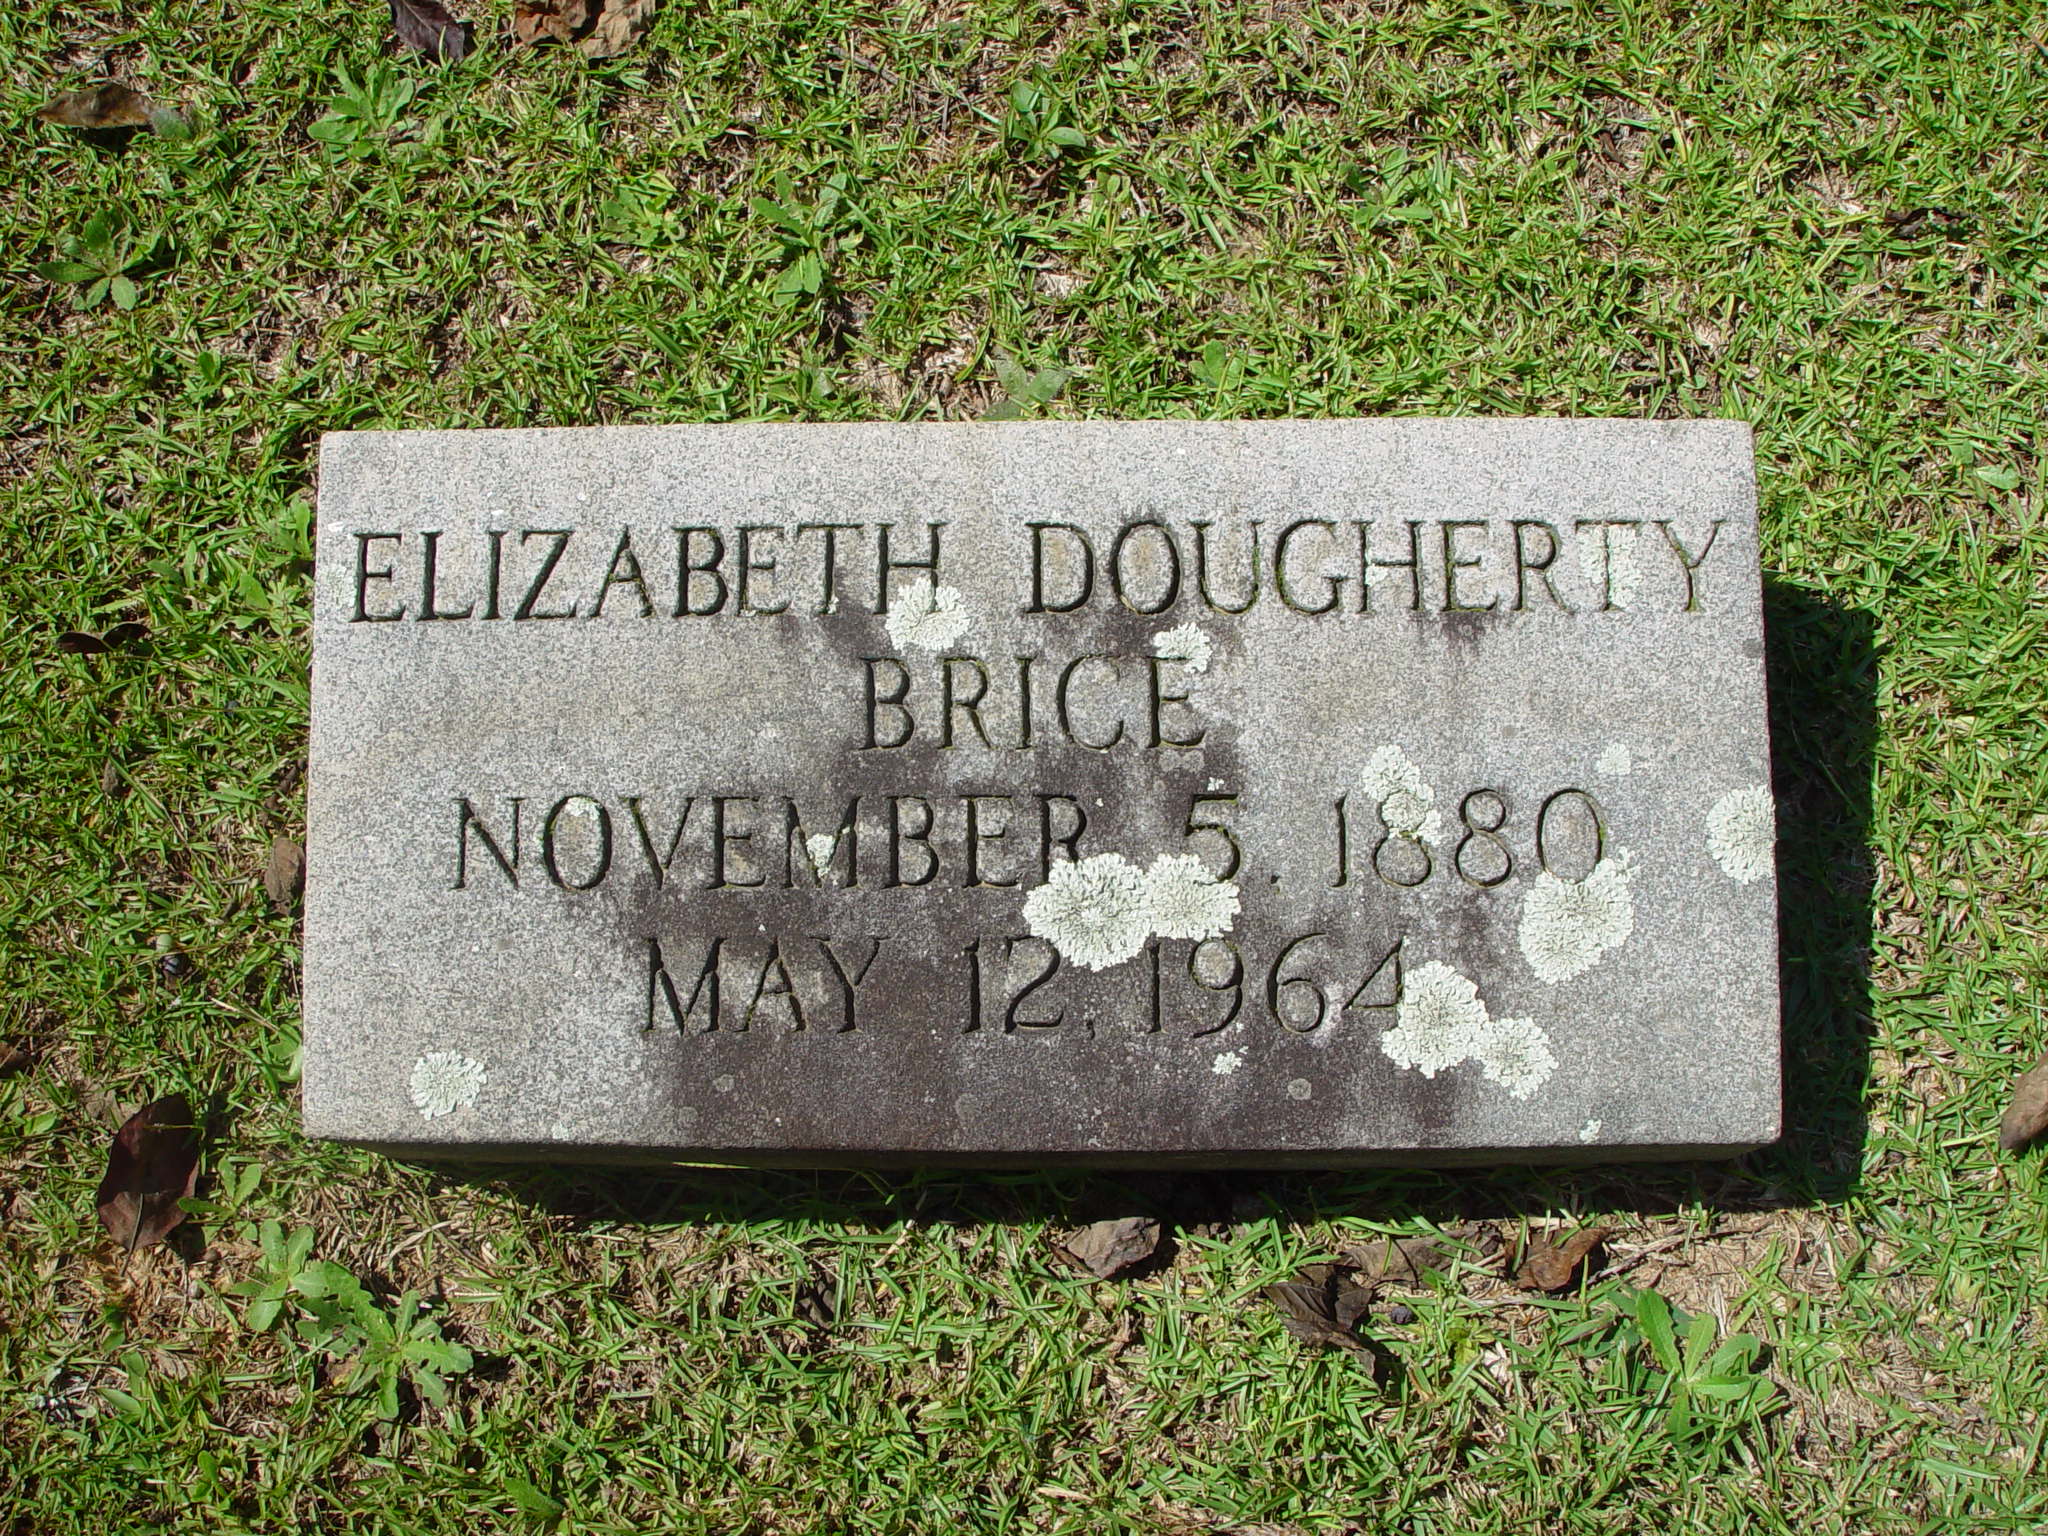 ELIZABETH DOUGHERTY
BRICE
NOVEMBER 5, 1880
MAY 12, 1964